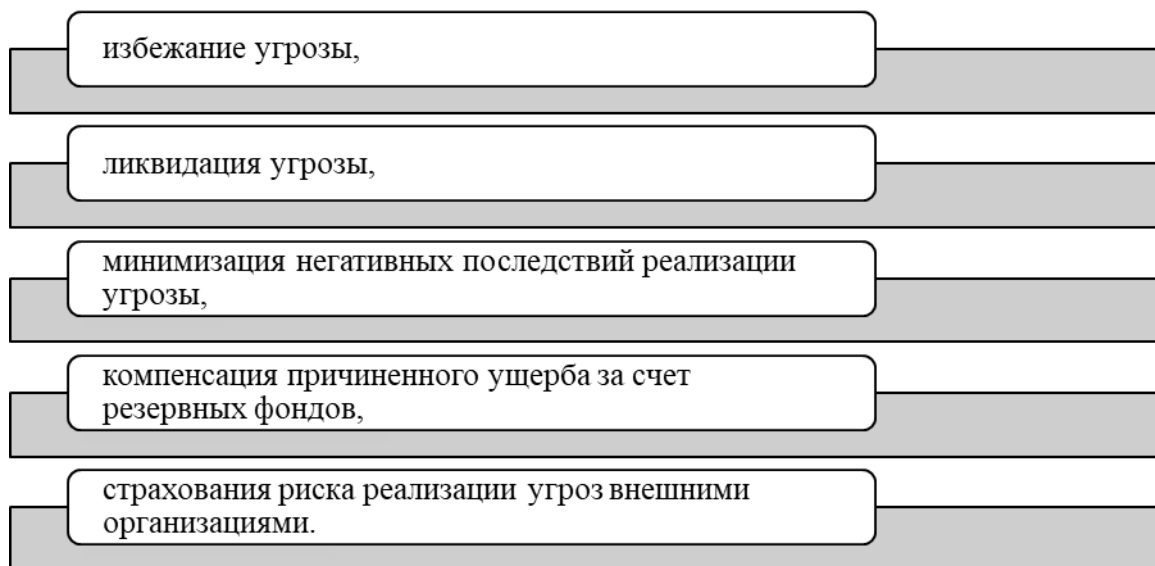 избежание угрозы,
ликвидация угрозы,
минимизация негативных последствий реализации
угрозы,
компенсация причиненного ущерба за счет
резервных фондов,
страхования риска реализации угроз внешними
организациями.